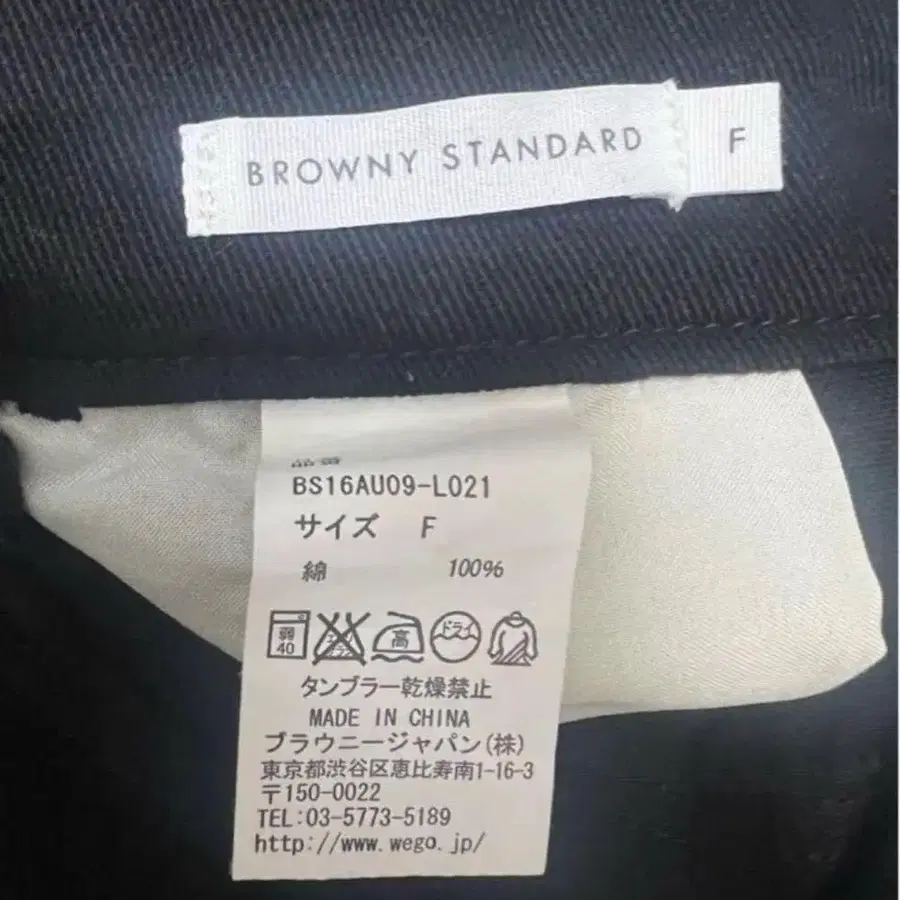 BROWNY STANDARD F
品番
BS16AU09-L021
サイズ F
綿 100%
弱 40 高 ドライ
タンブラー乾燥禁止
MADE IN CHINA
ブラウニージャパン(株)
東京都渋谷区恵比寿南1-16-3
〒150-0022
TEL:03-5773-5189
http://www.wego.jp/